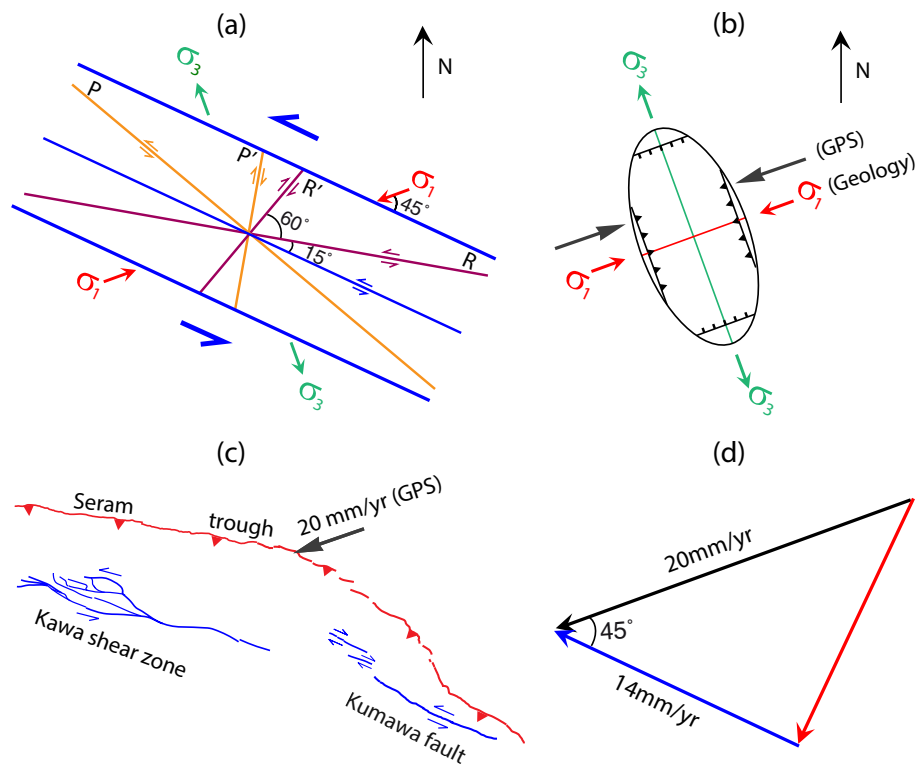 (a)
N
σ3
P
P'
R'
σ1
45°
60°
15°
R
σ1
σ3
(b)
N
σ3
(GPS)
σ1 (Geology)
σ1
σ3
(c)
Seram
trough
20 mm/yr (GPS)
Kawa shear zone
Kumawa fault
(d)
20mm/yr
45°
14mm/yr